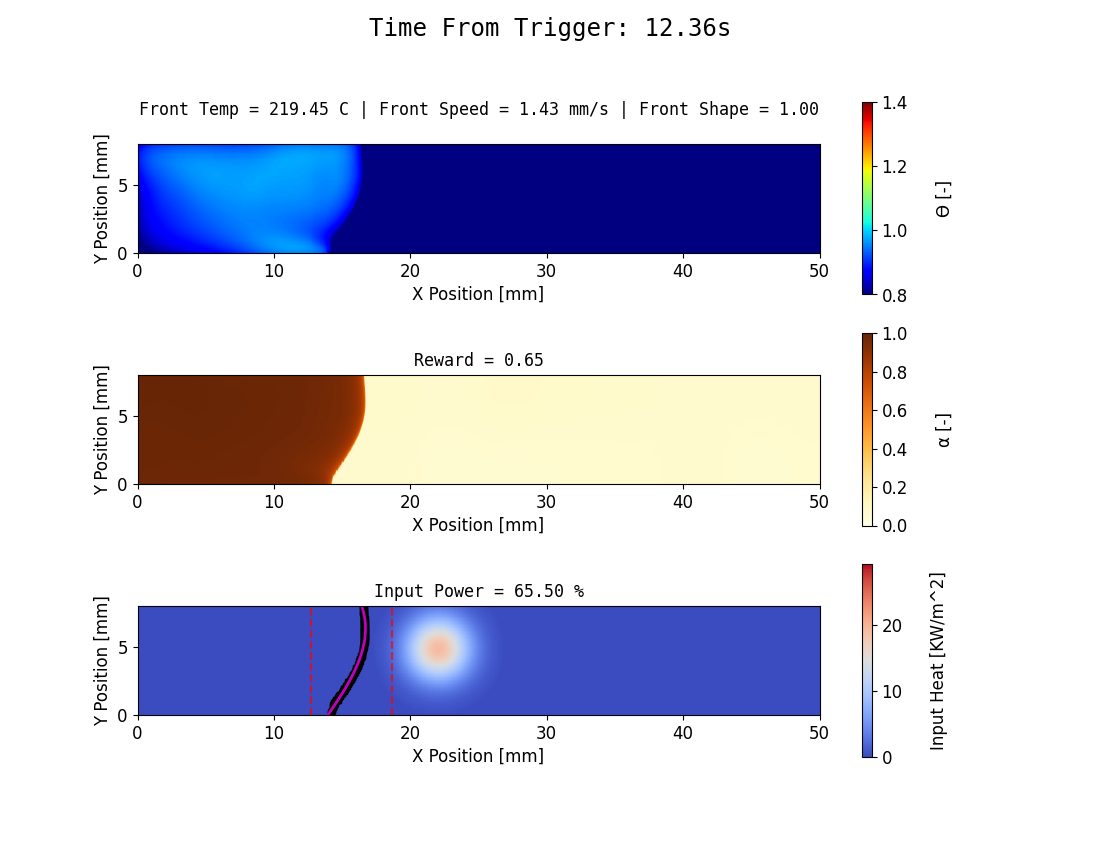 Time From Trigger: 12.36s
Front Temp = 219.45 C | Front Speed = 1.43 mm/s | Front Shape = 1.00
Y Position [mm]
5
0
0 10 20 30 40 50
X Position [mm]
1.4
1.2
1.0
0.8
Θ [-]
Reward = 0.65
Y Position [mm]
5
0
0 10 20 30 40 50
X Position [mm]
1.0
0.8
0.6
0.4
0.2
0.0
α [-]
Input Power = 65.50 %
Y Position [mm]
5
0
0 10 20 30 40 50
X Position [mm]
20
10
0
Input Heat [KW/m^2]